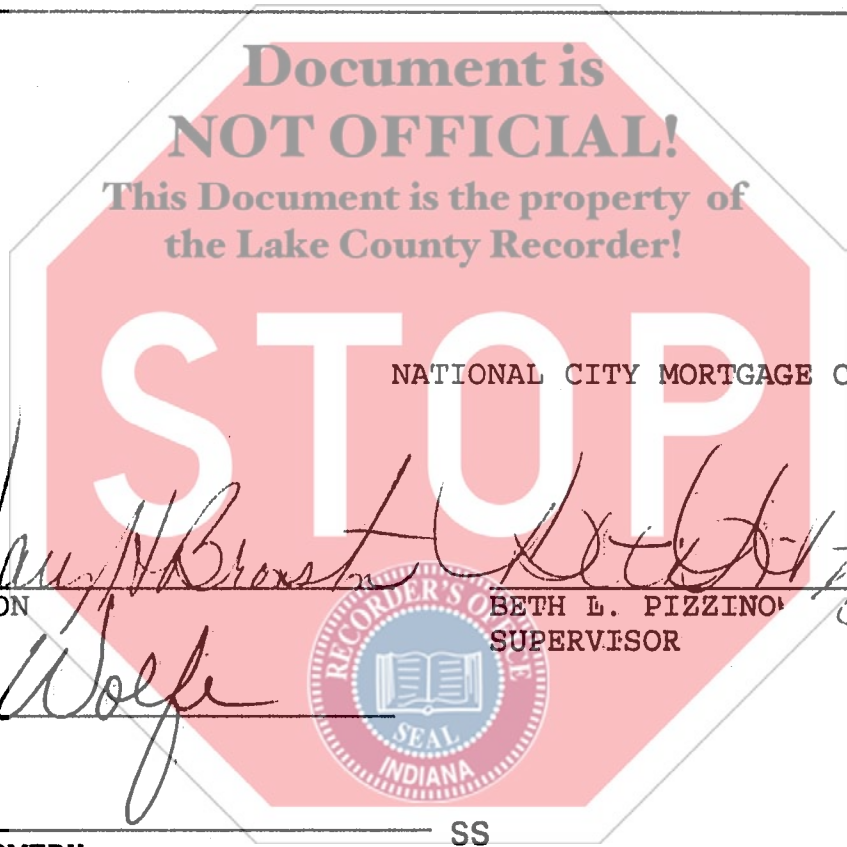 Document is
NOT OFFICIAL!
This Document is the property of
the Lake County Recorder!
STOP
NATIONAL CITY MORTGAGE
ON BETH L. PIZZINO
SUPERVISOR
Wolfe
RECORDER'S OFFICE
SEAL
INDIANA
SS